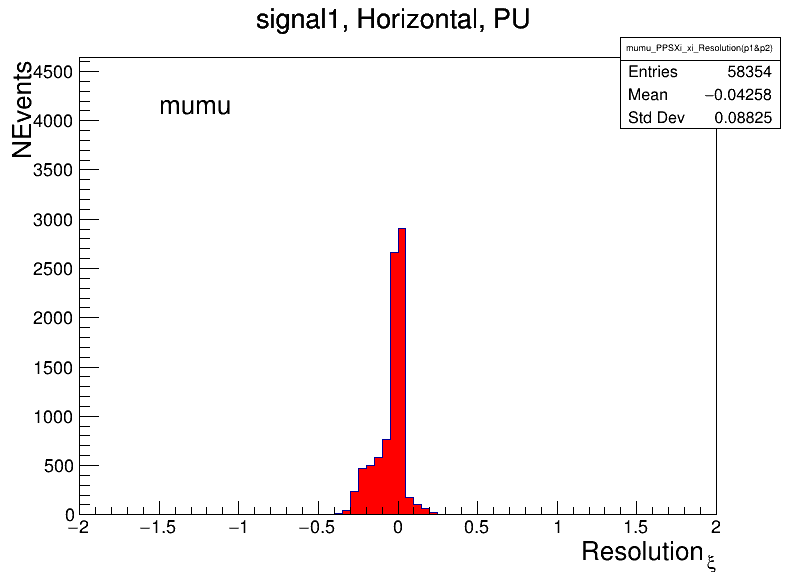 signal1, Horizontal, PU
mumu_PPSXi_xi_Resolution(p1&p2)
Entries 58354
Mean −0.04258
Std Dev 0.08825
NEvents
mumu
4500
4000
3500
3000
2500
2000
1500
1000
500
0
−2 −1.5 −1 −0.5 0 0.5 1 1.5 2
Resolution ξ